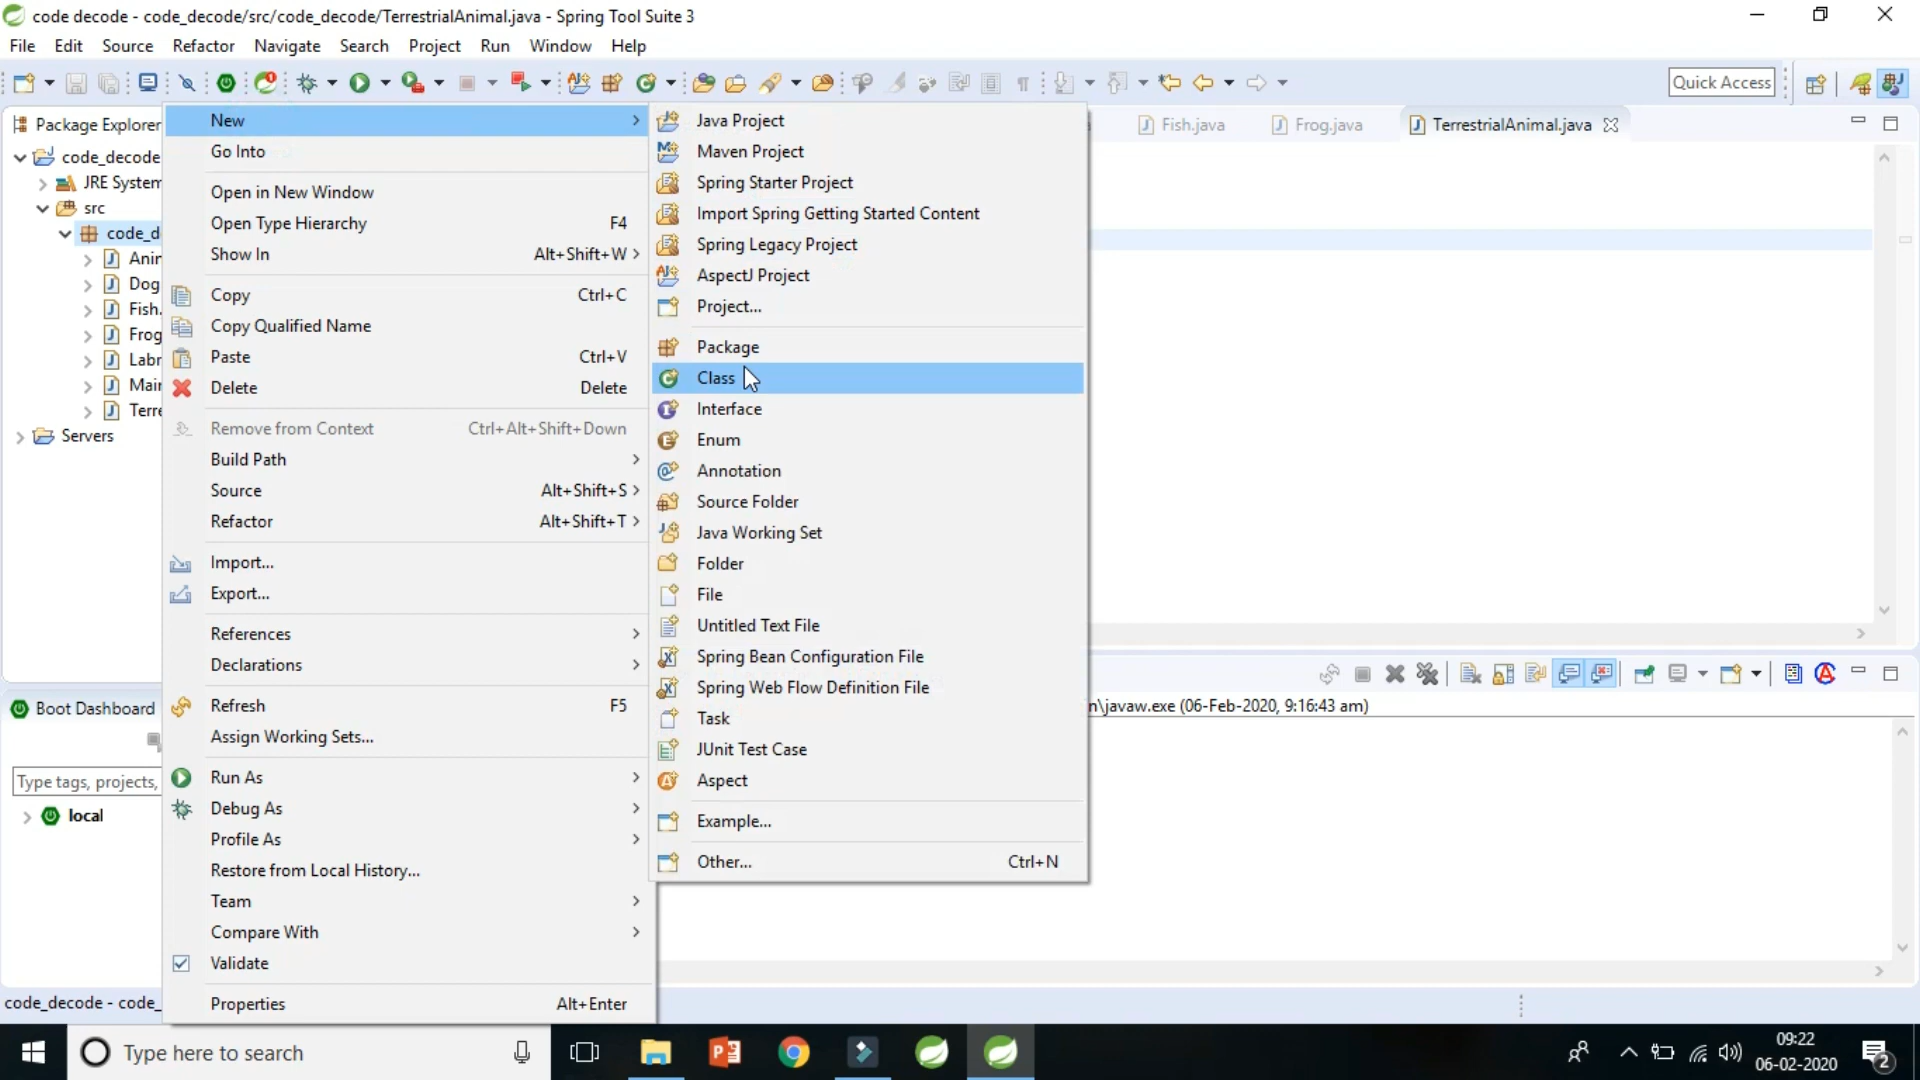 code decode - code_decode/src/code_decode/TerrestrialAnimal.java - Spring Tool Suite 3
File Edit Source Refactor Navigate Search Project Run Window Help
Quick Access
Package Explorer
code_decode
JRE System
src
code_d
Anim
Dog
Fish.
Frog
Labr
Main
Terre
Servers
New
Go Into
Open in New Window
Open Type Hierarchy F4
Show In Alt+Shift+W
Copy Ctrl+C
Copy Qualified Name
Paste Ctrl+V
Delete Delete
Remove from Context Ctrl+Alt+Shift+Down
Build Path
Source Alt+Shift+S
Refactor Alt+Shift+T
Import...
Export...
References
Declarations
Refresh F5
Assign Working Sets...
Run As
Debug As
Profile As
Restore from Local History...
Team
Compare With
Validate
Properties Alt+Enter
Java Project
Maven Project
Spring Starter Project
Import Spring Getting Started Content
Spring Legacy Project
AspectJ Project
Project...
Package
Class
Interface
Enum
Annotation
Source Folder
Java Working Set
Folder
File
Untitled Text File
Spring Bean Configuration File
Spring Web Flow Definition File
Task
JUnit Test Case
Aspect
Example...
Other... Ctrl+N
Fish.java Frog.java TerrestrialAnimal.java
n\javaw.exe (06-Feb-2020, 9:16:43 am)
Boot Dashboard
Type tags, projects,
local
code_decode - code_
Type here to search
09:22
06-02-2020
2